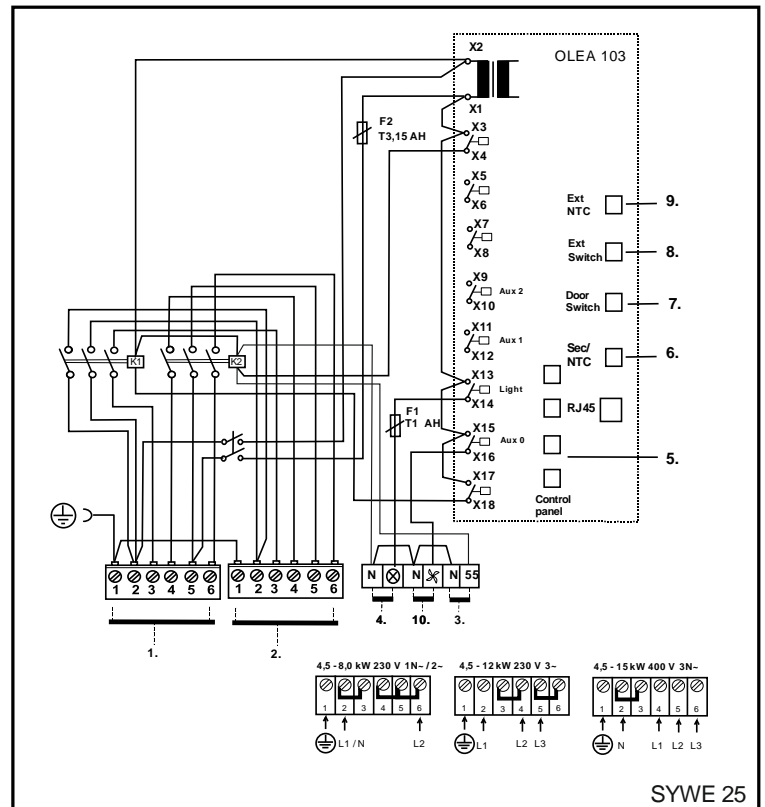 X2
OLEA 103
X1
F2
T3,15 AH
X3
X4
X5
X6
Ext
NTC
9.
X7
X8
Ext
Switch
8.
X9
Aux 2
X10
Door
Switch
7.
X11
Aux 1
X12
Sec/
NTC
6.
K1
K2
X13
Light
X14
RJ45
F1
T1 AH
X15
Aux 0
X16
5.
X17
X18
Control
panel
1 2 3 4 5 6
1 2 3 4 5 6
N N N 55
4. 10. 3.
1.
2.
4,5 - 8,0 kW 230 V 1N~ / 2~
1 2 3 4 5 6
L1 / N L2
4,5 - 12 kW 230 V 3~
1 2 3 4 5 6
L1 L2 L3
4,5 - 15 kW 400 V 3N~
1 2 3 4 5 6
N L1 L2 L3
SYWE 25